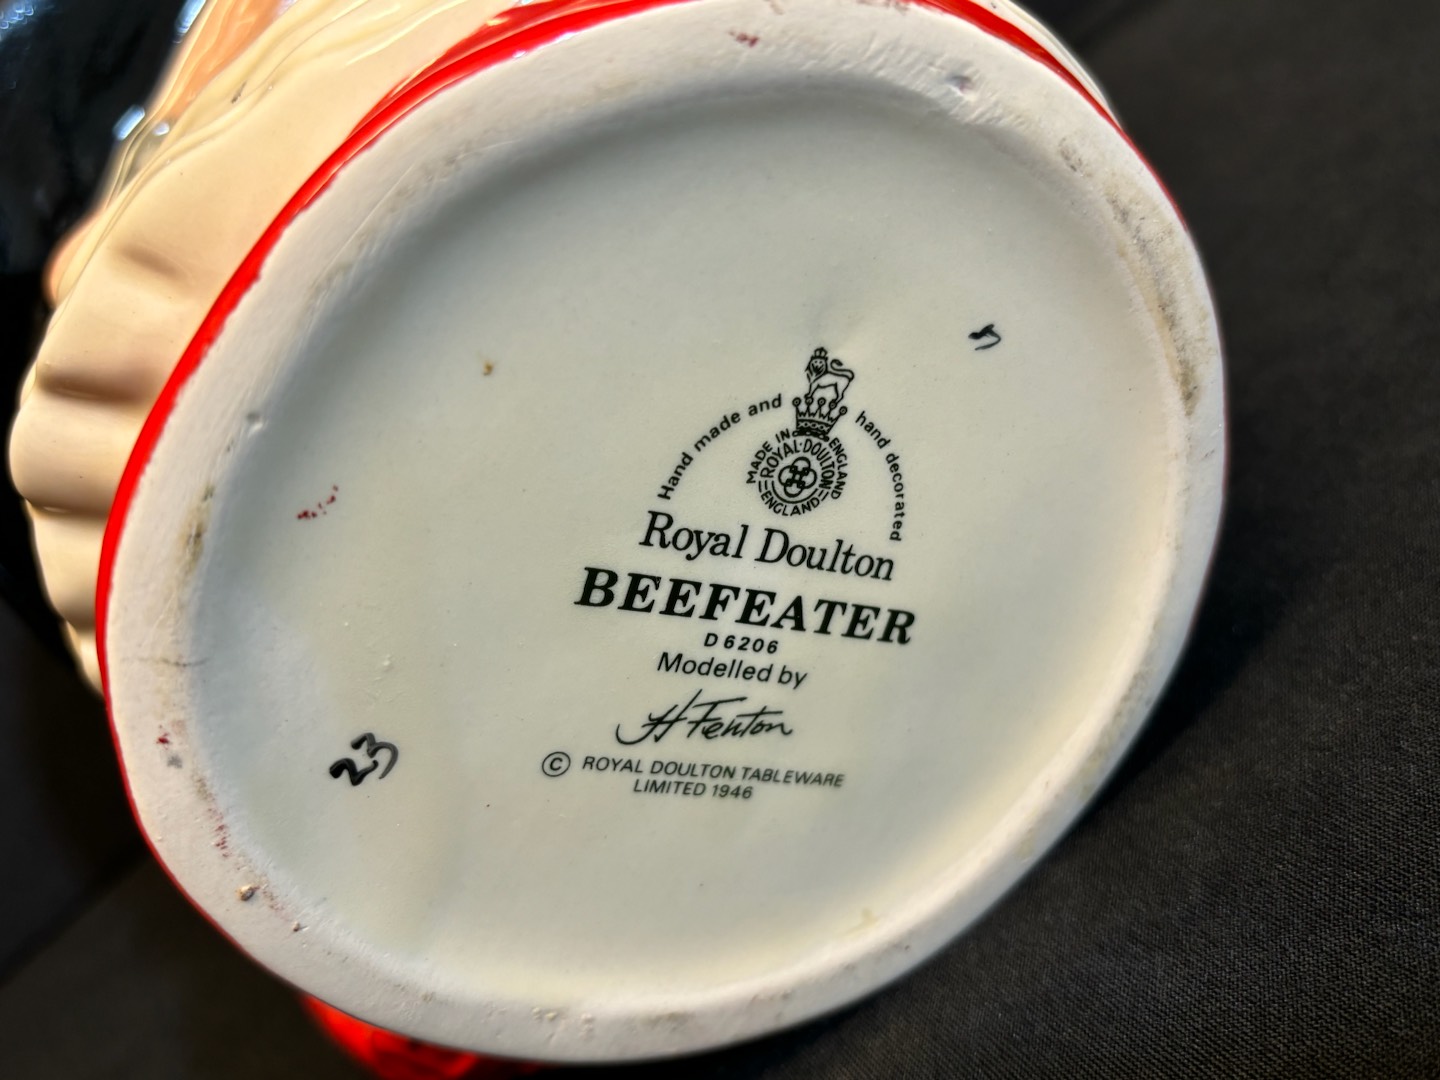 Hand made and hand decorated
MADE IN ENGLAND
ROYAL·DOULTON
ENGLAND
Royal Doulton
BEEFEATER
D 6206
Modelled by
H Fenton
© ROYAL DOULTON TABLEWARE
LIMITED 1946
23